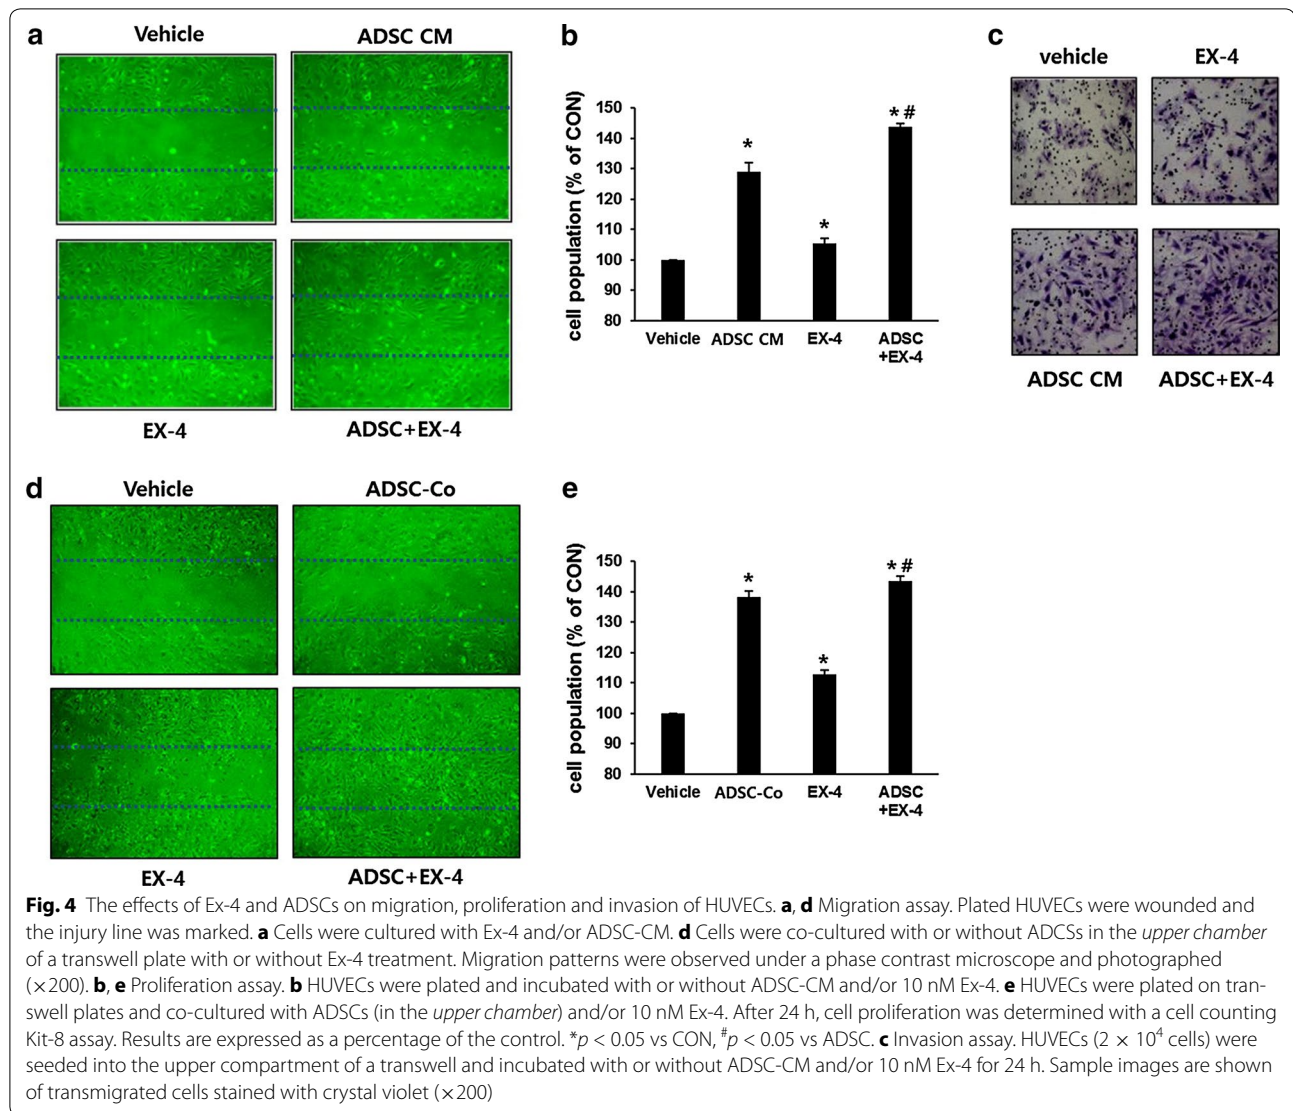 a
Vehicle
ADSC CM
EX-4
ADSC+EX-4
b
cell population (% of CON)
150
140
130
120
110
100
90
80
*
*
* #
Vehicle
ADSC CM
EX-4
ADSC
+EX-4
c
vehicle
EX-4
ADSC CM
ADSC+EX-4
d
Vehicle
ADSC-Co
EX-4
ADSC+EX-4
e
cell population (% of CON)
150
140
130
120
110
100
90
80
*
*
* #
Vehicle
ADSC-Co
EX-4
ADSC
+EX-4
Fig. 4 The effects of Ex-4 and ADSCs on migration, proliferation and invasion of HUVECs. a, d Migration assay. Plated HUVECs were wounded and
the injury line was marked. a Cells were cultured with Ex-4 and/or ADSC-CM. d Cells were co-cultured with or without ADCSs in the upper chamber
of a transwell plate with or without Ex-4 treatment. Migration patterns were observed under a phase contrast microscope and photographed
(×200). b, e Proliferation assay. b HUVECs were plated and incubated with or without ADSC-CM and/or 10 nM Ex-4. e HUVECs were plated on tran-
swell plates and co-cultured with ADSCs (in the upper chamber) and/or 10 nM Ex-4. After 24 h, cell proliferation was determined with a cell counting
Kit-8 assay. Results are expressed as a percentage of the control. *p < 0.05 vs CON, #p < 0.05 vs ADSC. c Invasion assay. HUVECs (2 × 10⁴ cells) were
seeded into the upper compartment of a transwell and incubated with or without ADSC-CM and/or 10 nM Ex-4 for 24 h. Sample images are shown
of transmigrated cells stained with crystal violet (×200)